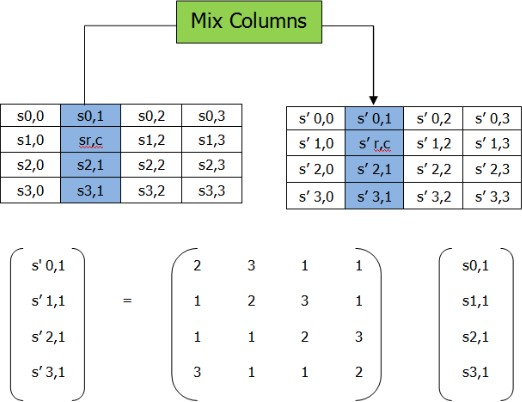 Mix Columns
s0,0 s0,1 s0,2 s0,3
s1,0 sr,c s1,2 s1,3
s2,0 s2,1 s2,2 s2,3
s3,0 s3,1 s3,2 s3,3
s’ 0,0 s’ 0,1 s’ 0,2 s’ 0,3
s’ 1,0 s’ r,c s’ 1,2 s’ 1,3
s’ 2,0 s’ 2,1 s’ 2,2 s’ 2,3
s’ 3,0 s’ 3,1 s’ 3,2 s’ 3,3
s' 0,1 2 3 1 1 s0,1
s’ 1,1 = 1 2 3 1 s1,1
s’ 2,1 1 1 2 3 s2,1
s’ 3,1 3 1 1 2 s3,1